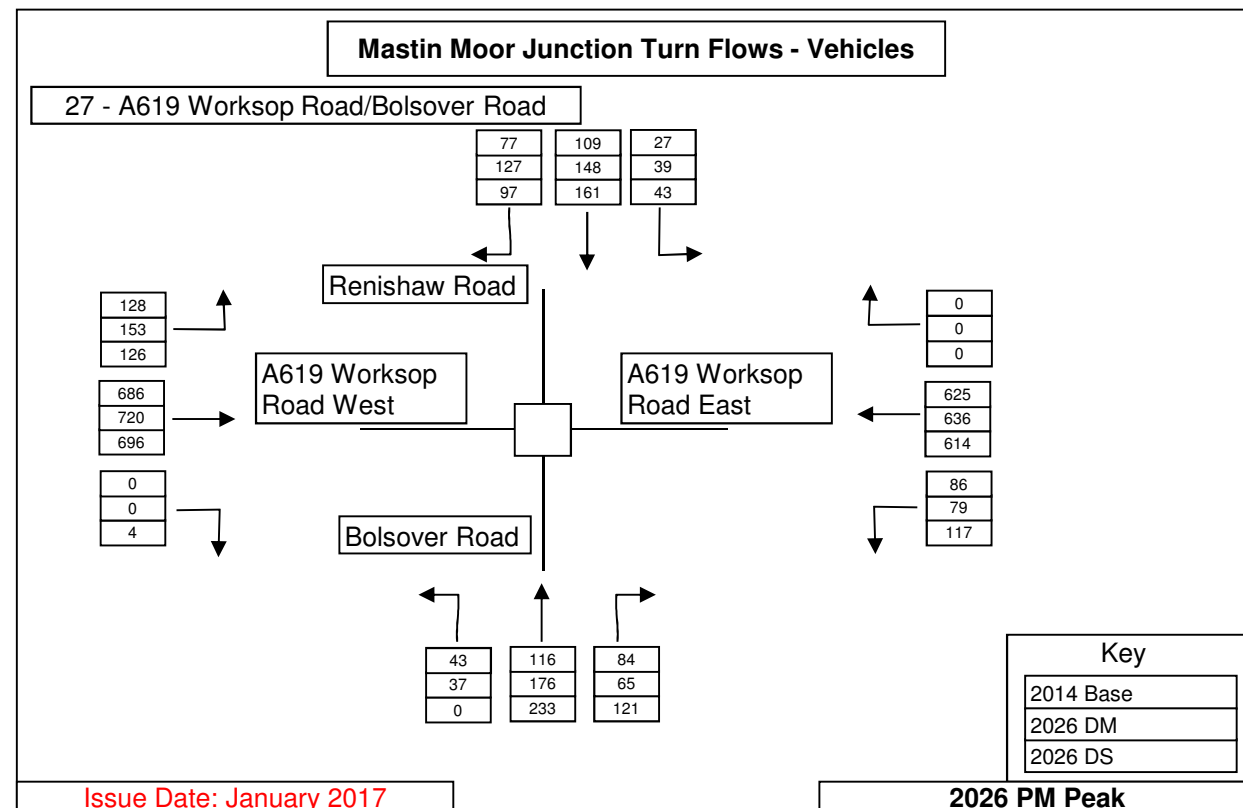 Mastin Moor Junction Turn Flows - Vehicles
27 - A619 Worksop Road/Bolsover Road
77 109 27
127 148 39
97 161 43
Renishaw Road
128
153
126
0
0
0
A619 Worksop
Road West
A619 Worksop
Road East
686
720
696
625
636
614
0
0
4
86
79
117
Bolsover Road
43 116 84
37 176 65
0 233 121
Key
2014 Base
2026 DM
2026 DS
Issue Date: January 2017
2026 PM Peak